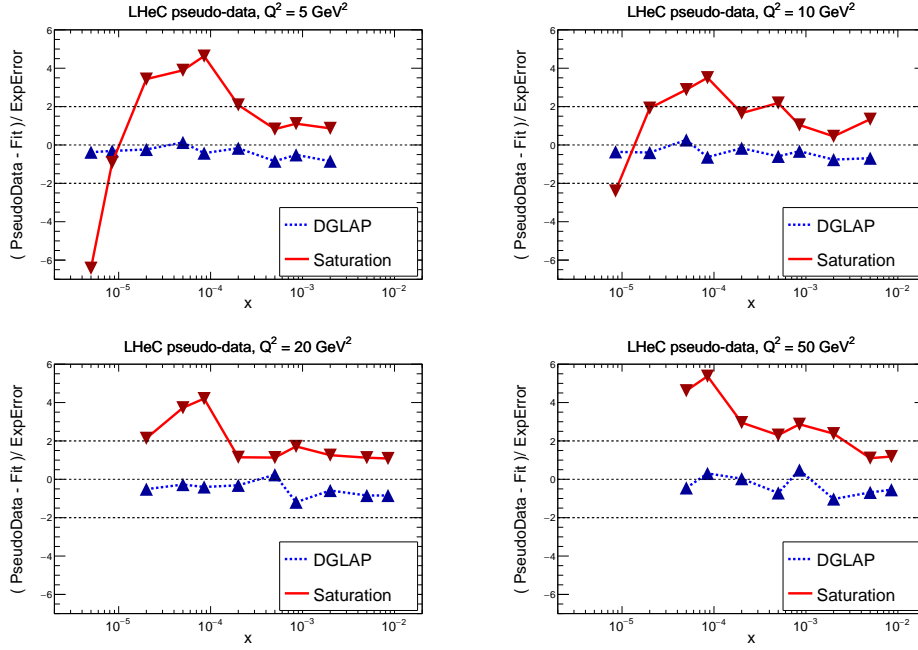 LHeC pseudo-data, Q² = 5 GeV²
( PseudoData - Fit )/ ExpError
6
4
2
0
−2
−4
−6
DGLAP
Saturation
10⁻⁵ 10⁻⁴ 10⁻³ 10⁻²
x
LHeC pseudo-data, Q² = 10 GeV²
( PseudoData - Fit )/ ExpError
6
4
2
0
−2
−4
−6
DGLAP
Saturation
10⁻⁵ 10⁻⁴ 10⁻³ 10⁻²
x
LHeC pseudo-data, Q² = 20 GeV²
( PseudoData - Fit )/ ExpError
6
4
2
0
−2
−4
−6
DGLAP
Saturation
10⁻⁵ 10⁻⁴ 10⁻³ 10⁻²
x
LHeC pseudo-data, Q² = 50 GeV²
( PseudoData - Fit )/ ExpError
6
4
2
0
−2
−4
−6
DGLAP
Saturation
10⁻⁵ 10⁻⁴ 10⁻³ 10⁻²
x